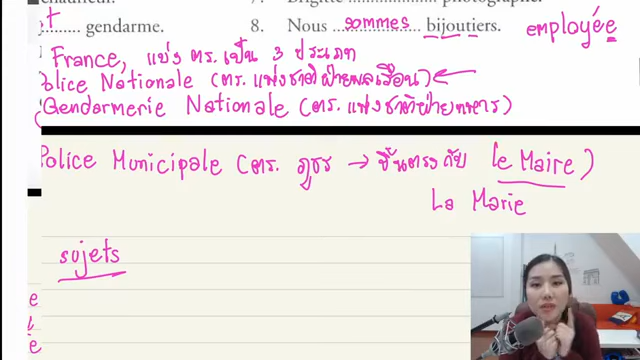 7. Brigitte .................... photographe.
t
......... gendarme. 8. Nous sommes bijoutiers. employée
France, แบ่ง ตร. เป็น 3 ประเภท
Police Nationale (ตร. แห่งชาติฝ่ายพลเรือน) ←
(Gendarmerie Nationale (ตร. แห่งชาติฝ่ายทหาร)
Police Municipale (ตร. ภูธร → ขึ้นตรงกับ le Maire)
La Marie
sujets